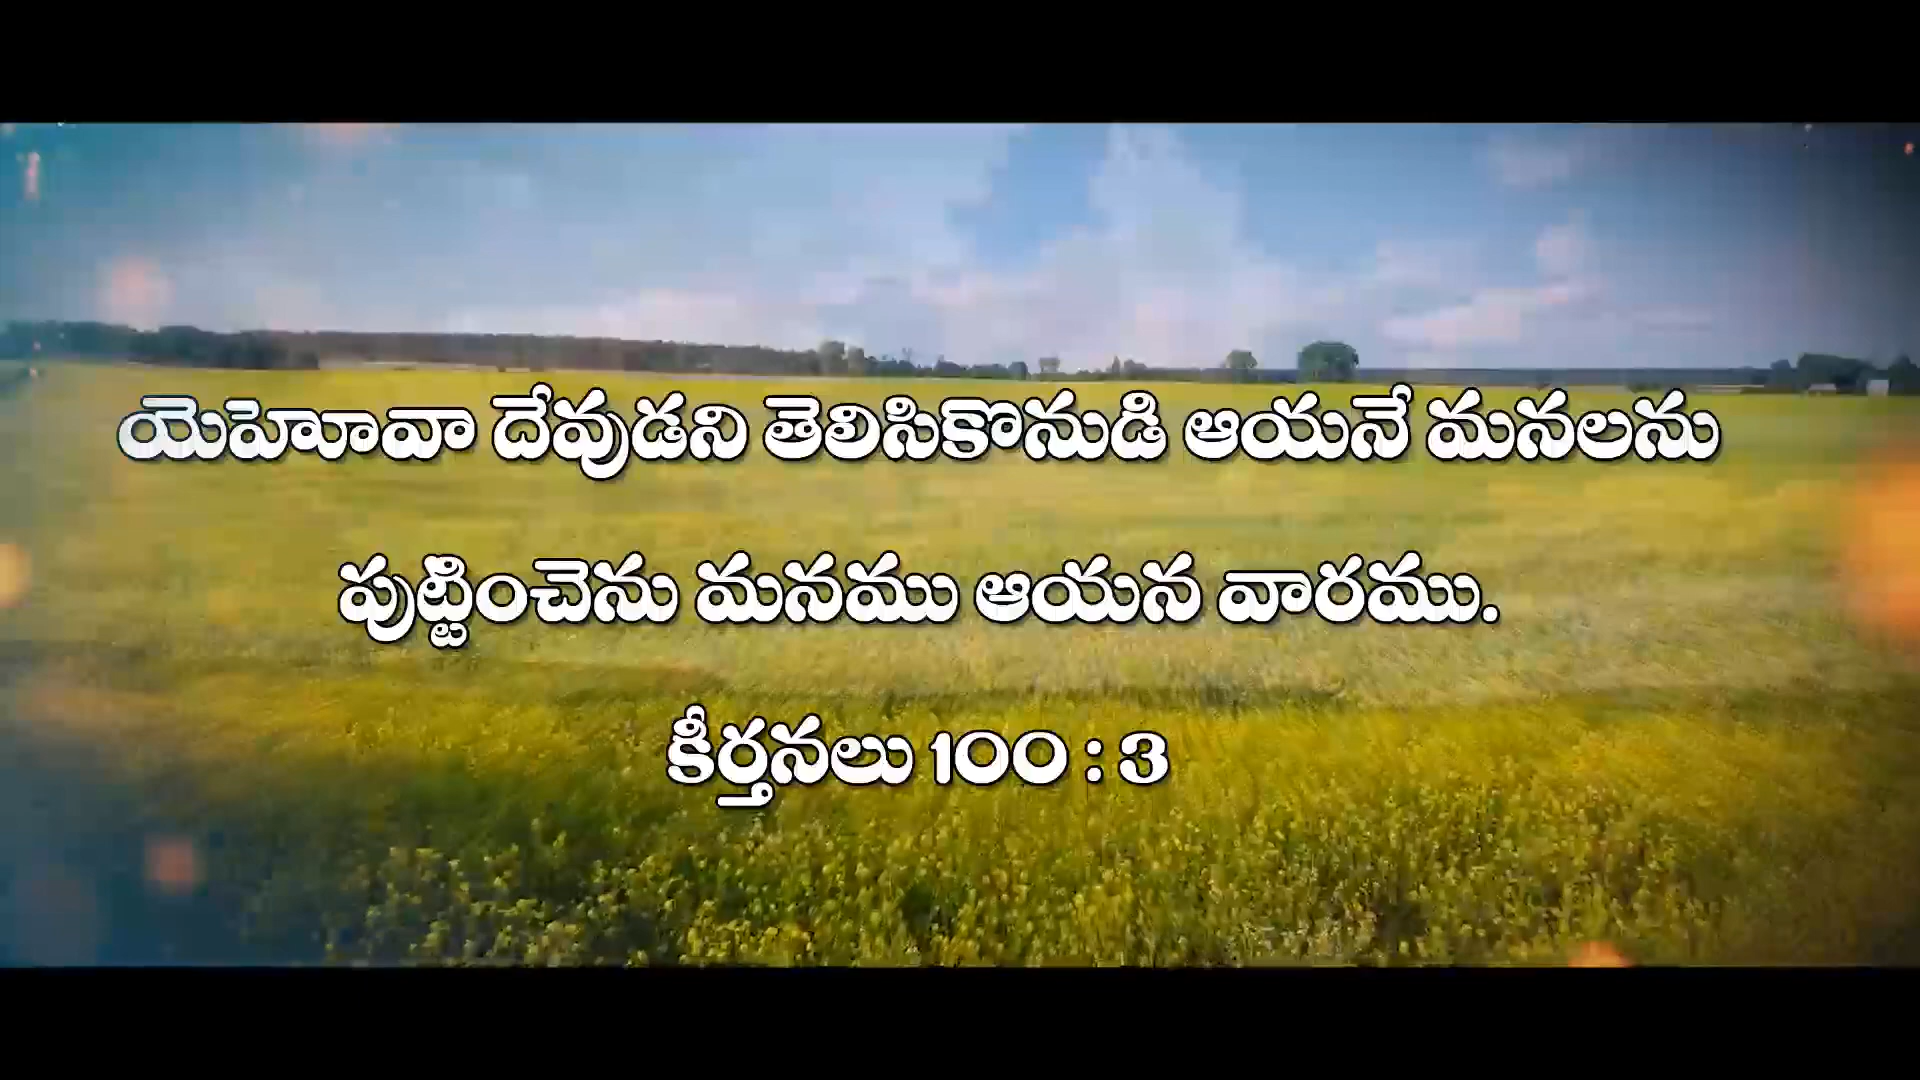 యెహోవా దేవుడని తెలిసికొనుడి ఆయనే మనలను
పుట్టించెను మనము ఆయన వారము.
కీర్తనలు 100 : 3